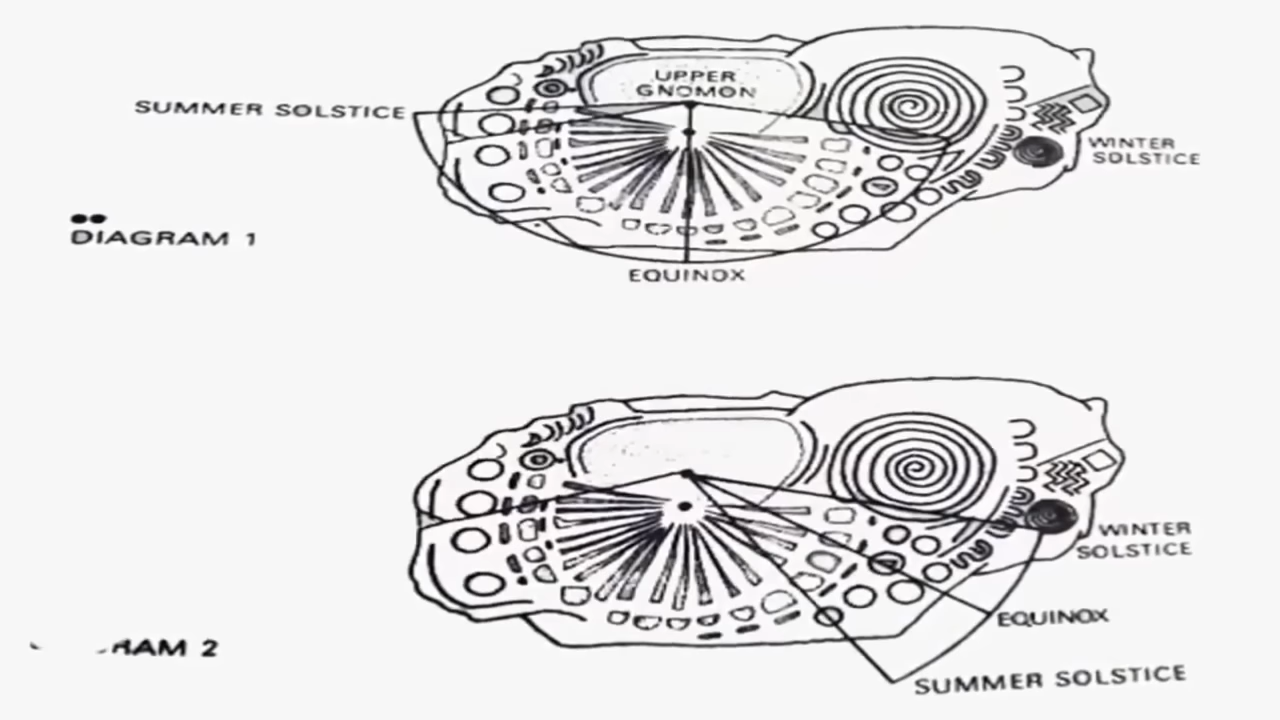 UPPER
GNOMON
SUMMER SOLSTICE
WINTER
SOLSTICE
DIAGRAM 1
EQUINOX
WINTER
SOLSTICE
EQUINOX
RAM 2
SUMMER SOLSTICE